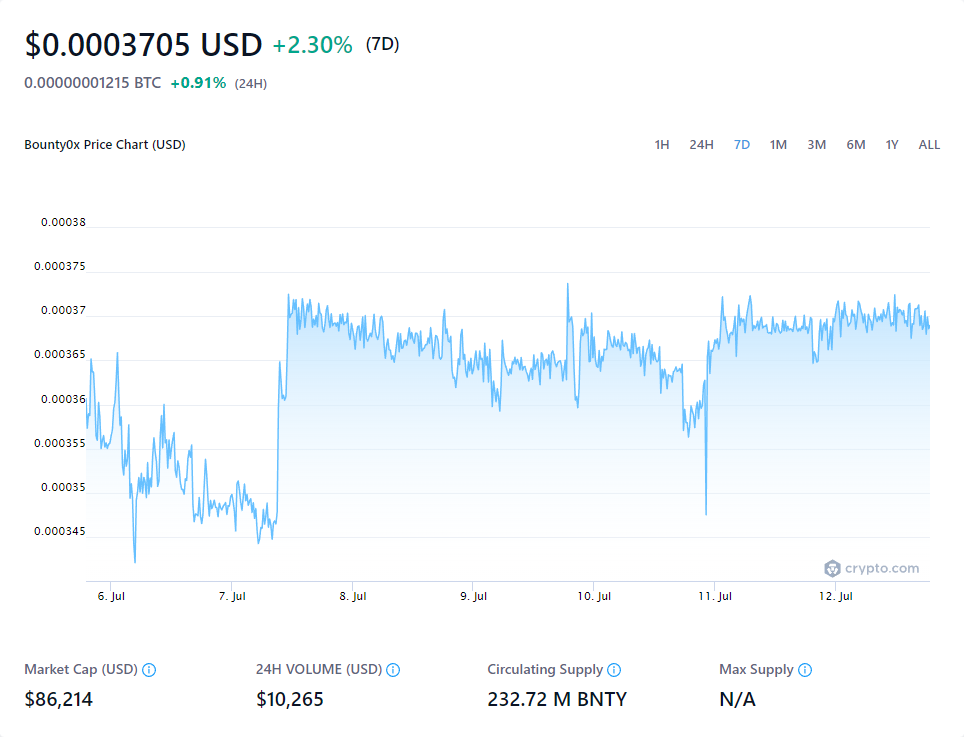 $0.0003705 USD +2.30% (7D)
0.00000001215 BTC +0.91% (24H)
Bounty0x Price Chart (USD) 1H 24H 7D 1M 3M 6M 1Y ALL
0.00038
0.000375
0.00037
0.000365
0.00036
0.000355
0.00035
0.000345
crypto.com
6. Jul 7. Jul 8. Jul 9. Jul 10. Jul 11. Jul 12. Jul
Market Cap (USD) 24H VOLUME (USD) Circulating Supply Max Supply
$86,214 $10,265 232.72 M BNTY N/A